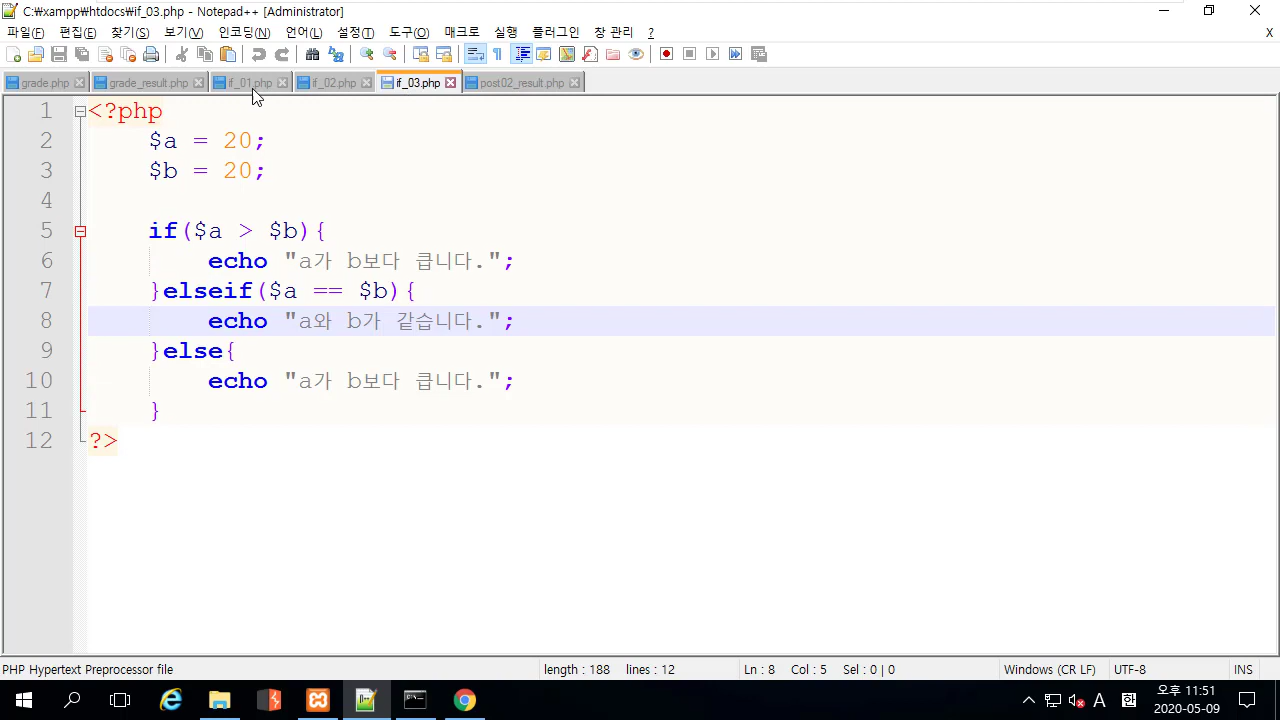 C:₩xampp₩htdocs₩if_03.php - Notepad++ [Administrator]
파일(F) 편집(E) 찾기(S) 보기(V) 인코딩(N) 언어(L) 설정(T) 도구(O) 매크로 실행 플러그인 창 관리 ? X
grade.php grade_result.php if_01.php if_02.php if_03.php post02_result.php
1 <?php
2 $a = 20;
3 $b = 20;
4
5 if($a > $b){
6 echo "a가 b보다 큽니다.";
7 }elseif($a == $b){
8 echo "a와 b가 같습니다.";
9 }else{
10 echo "a가 b보다 큽니다.";
11 }
12 ?>
PHP Hypertext Preprocessor file length : 188 lines : 12 Ln : 8 Col : 5 Sel : 0 | 0 Windows (CR LF) UTF-8 INS
A 한 오후 11:51
2020-05-09